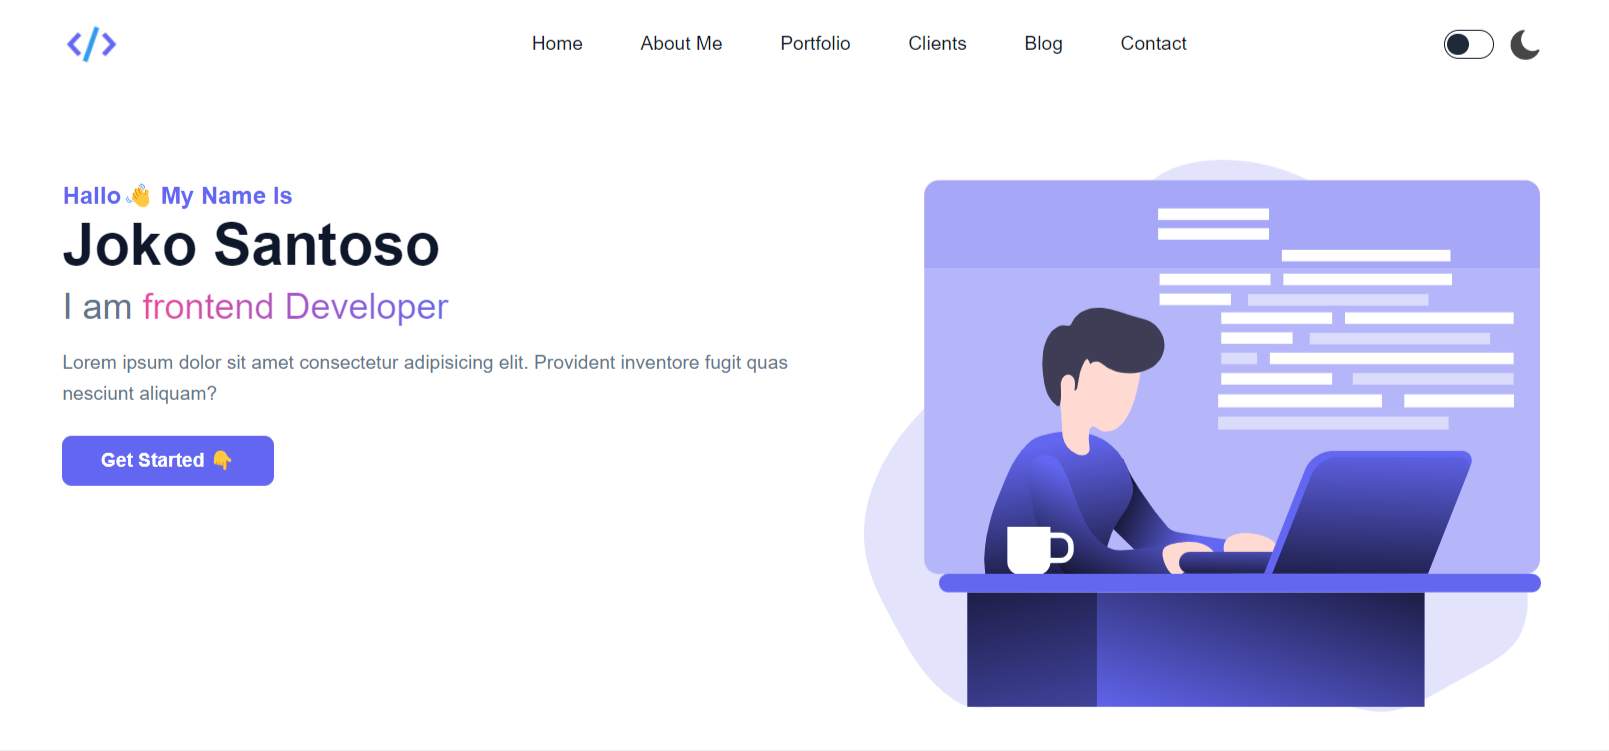 </>
Home About Me Portfolio Clients Blog Contact
Hallo 👋 My Name Is
Joko Santoso
I am frontend Developer
Lorem ipsum dolor sit amet consectetur adipisicing elit. Provident inventore fugit quas
nesciunt aliquam?
Get Started 👇